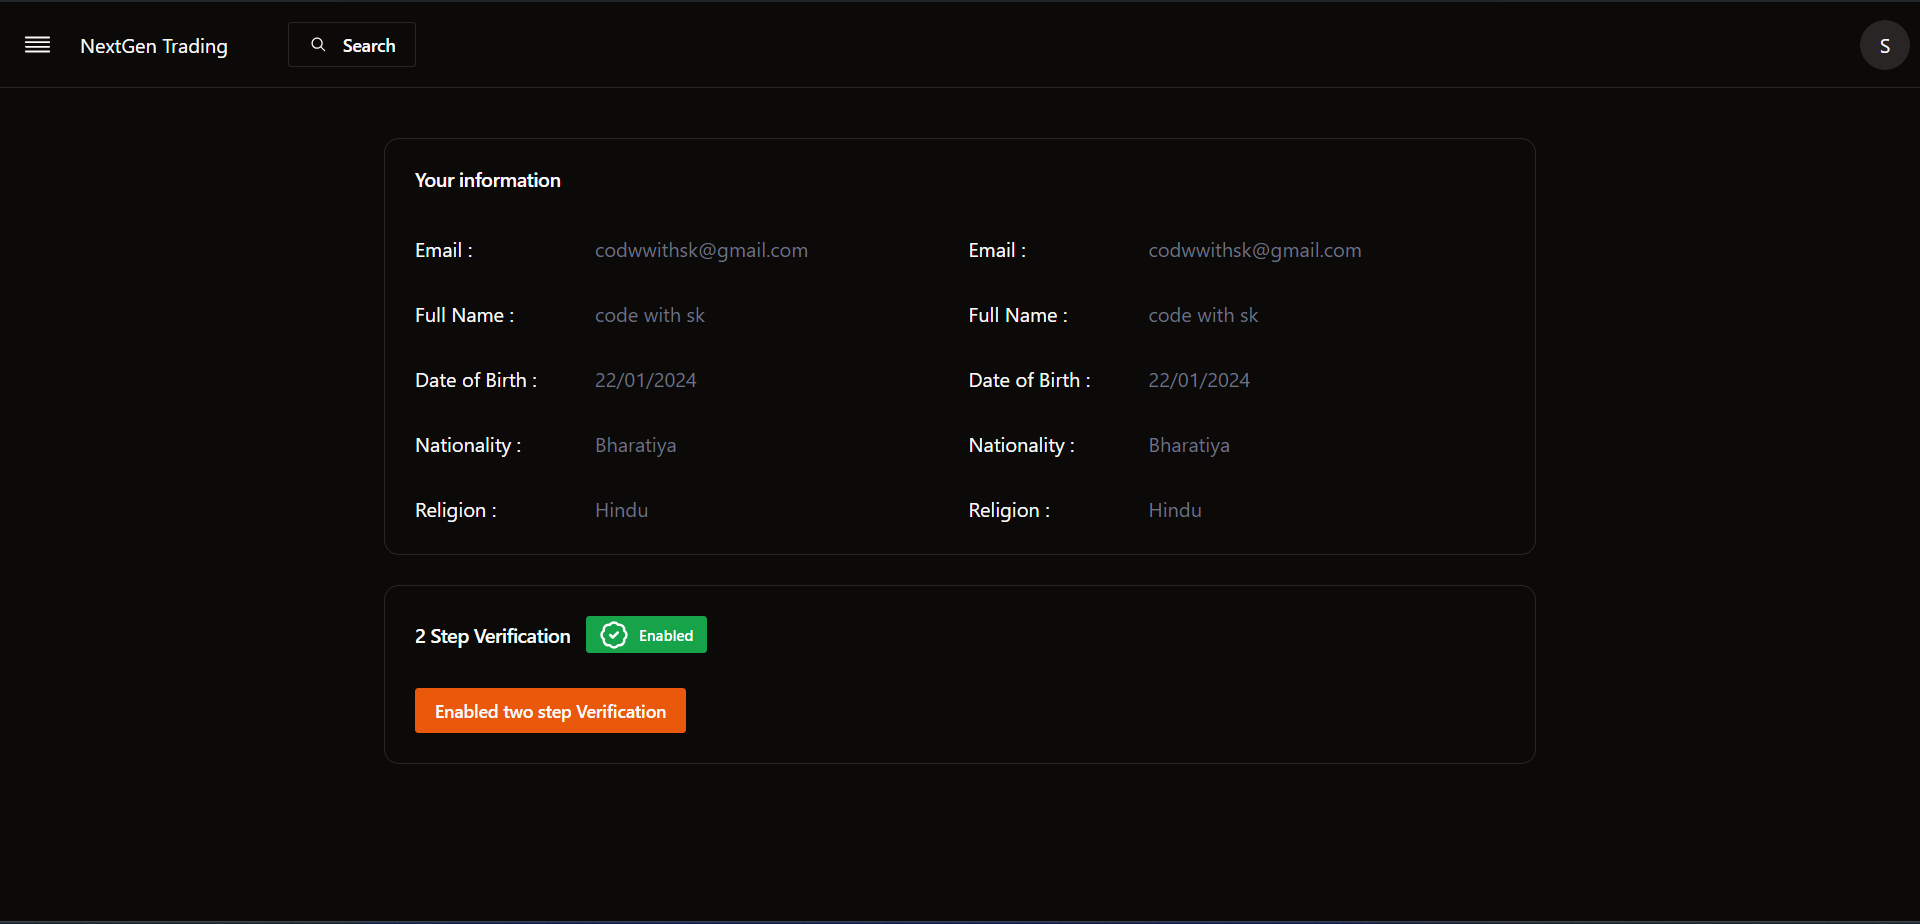 NextGen Trading
Search
S
Your information
Email : codwwithsk@gmail.com Email : codwwithsk@gmail.com
Full Name : code with sk Full Name : code with sk
Date of Birth : 22/01/2024 Date of Birth : 22/01/2024
Nationality : Bharatiya Nationality : Bharatiya
Religion : Hindu Religion : Hindu
2 Step Verification Enabled
Enabled two step Verification